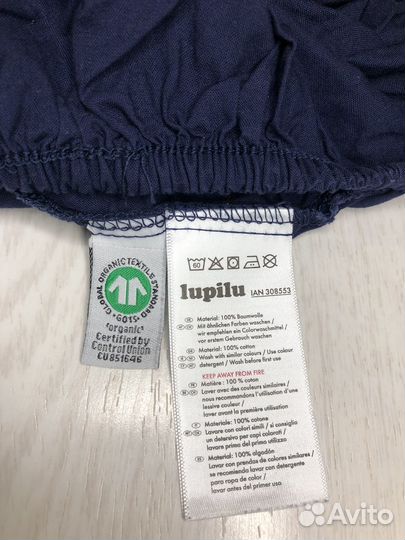 GLOBAL ORGANIC TEXTILE STANDARD
· GOTS ·
"organic"
Certified by
Control Union
CU851646
60
lupilu IAN 308553
Material: 100% Baumwolle
Mit ähnlichen Farben waschen /
wir empfehlen ein Colorwaschmittel /
vor ersten Gebrauch waschen
Material: 100% cotton
Wash with similar colours / Use colour
detergent / Wash before first use
KEEP AWAY FROM FIRE
Matière : 100 % coton
Laver avec des couleurs similaires /
nous recommandons l'utilisation d'une
lessive couleur /
laver avant la première utilisation
Materiale: 100% cotone
Lavare con colori simili / si consiglia
un detersivo per capi colorati /
lavare prima del primo utilizzo
Material: 100% algodón
Lavar con prendas de colores similares /
se recomienda lavar con detergente
para ropa de color /
lavar antes del primer uso
Avito